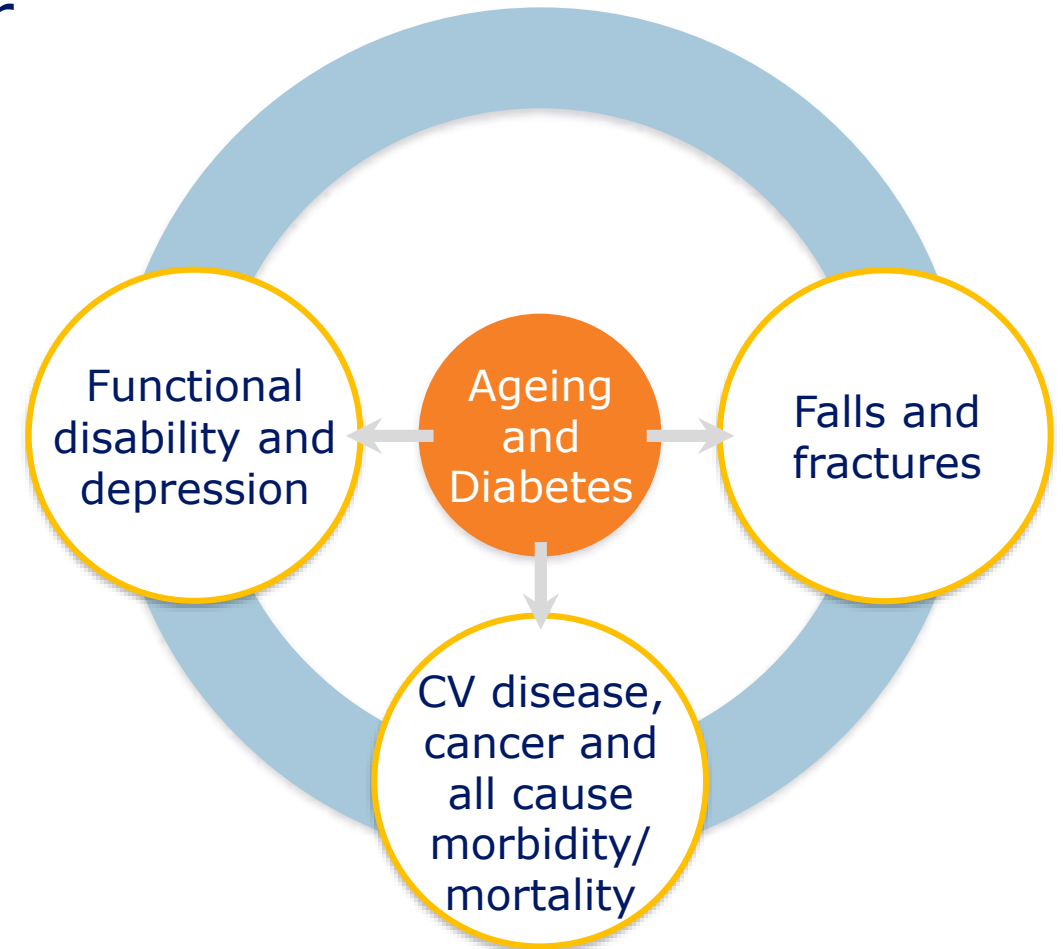 Functional
disability and
depression
Ageing
and
Diabetes
Falls and
fractures
CV disease,
cancer and
all cause
morbidity/
mortality